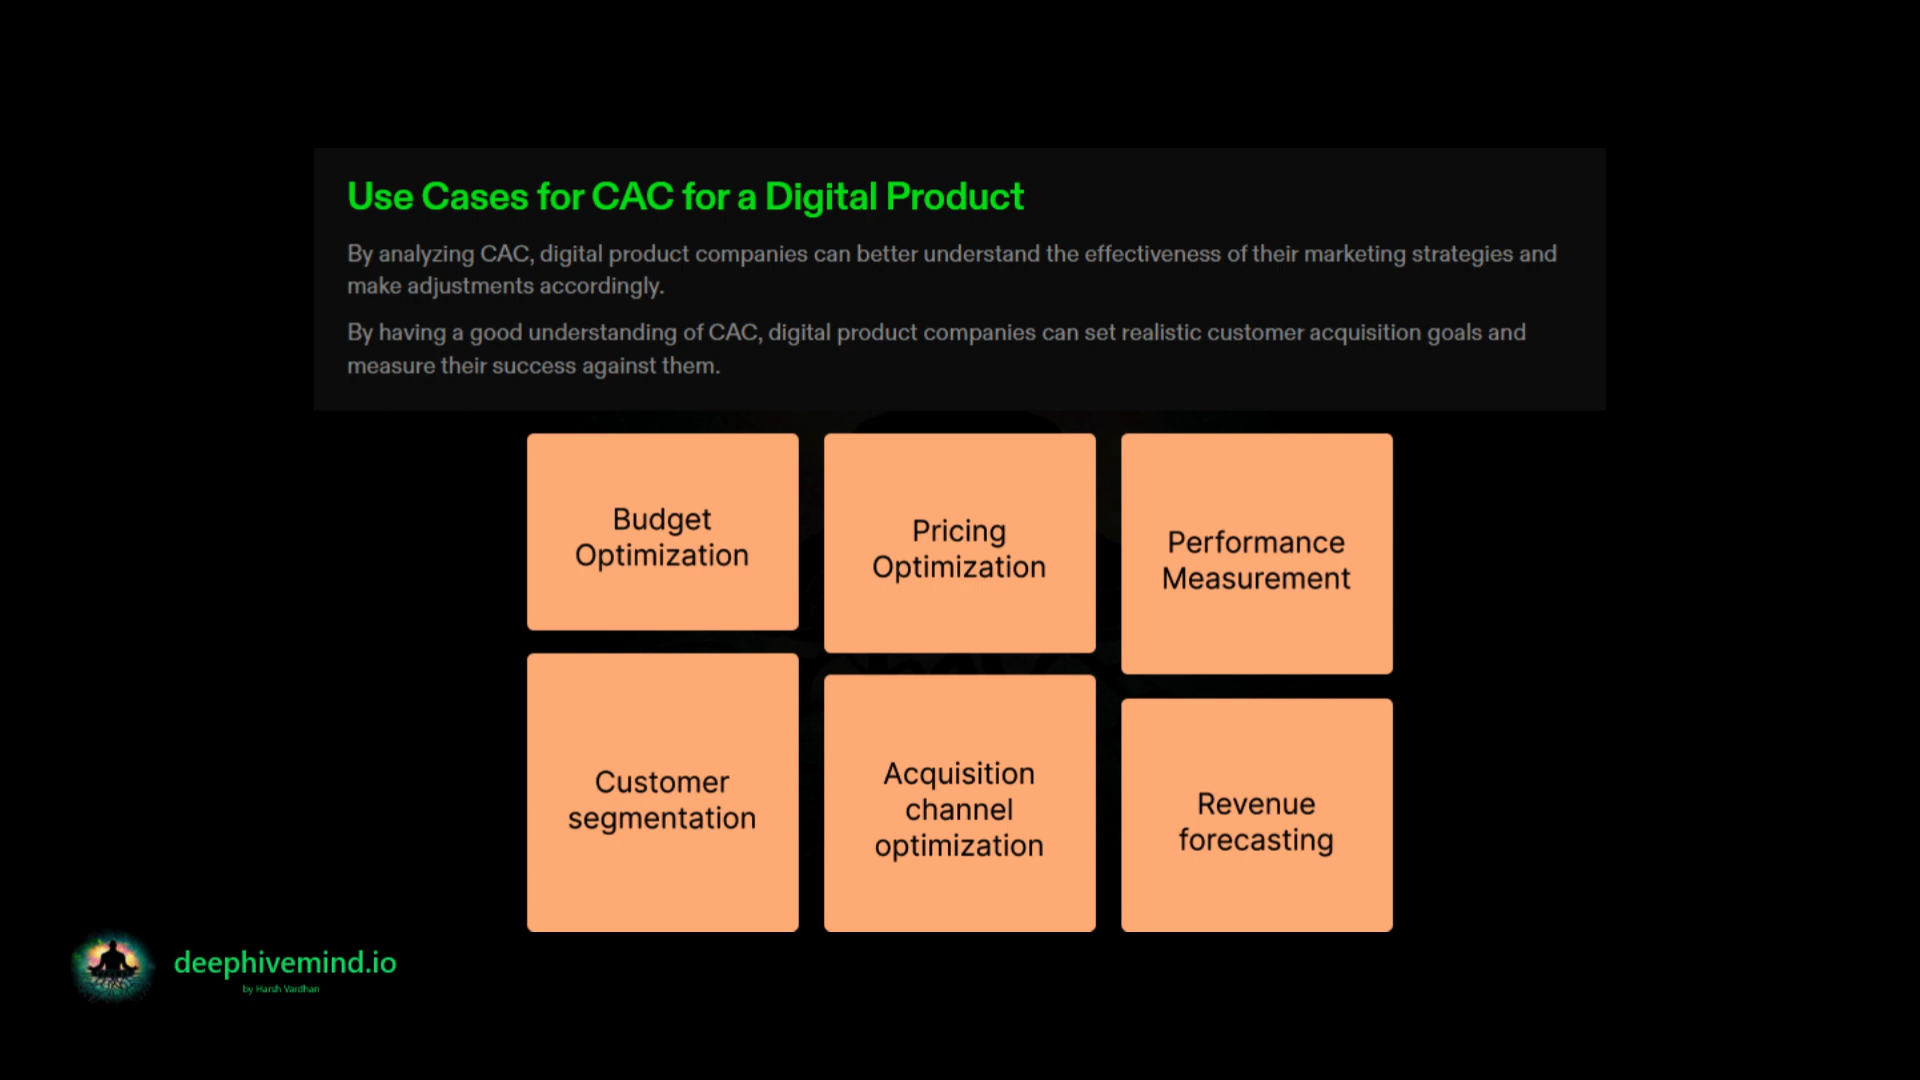 Use Cases for CAC for a Digital Product
By analyzing CAC, digital product companies can better understand the effectiveness of their marketing strategies and
make adjustments accordingly.
By having a good understanding of CAC, digital product companies can set realistic customer acquisition goals and
measure their success against them.
Budget
Optimization
Pricing
Optimization
Performance
Measurement
Customer
segmentation
Acquisition
channel
optimization
Revenue
forecasting
deephivemind.io
by Harsh Vardhan